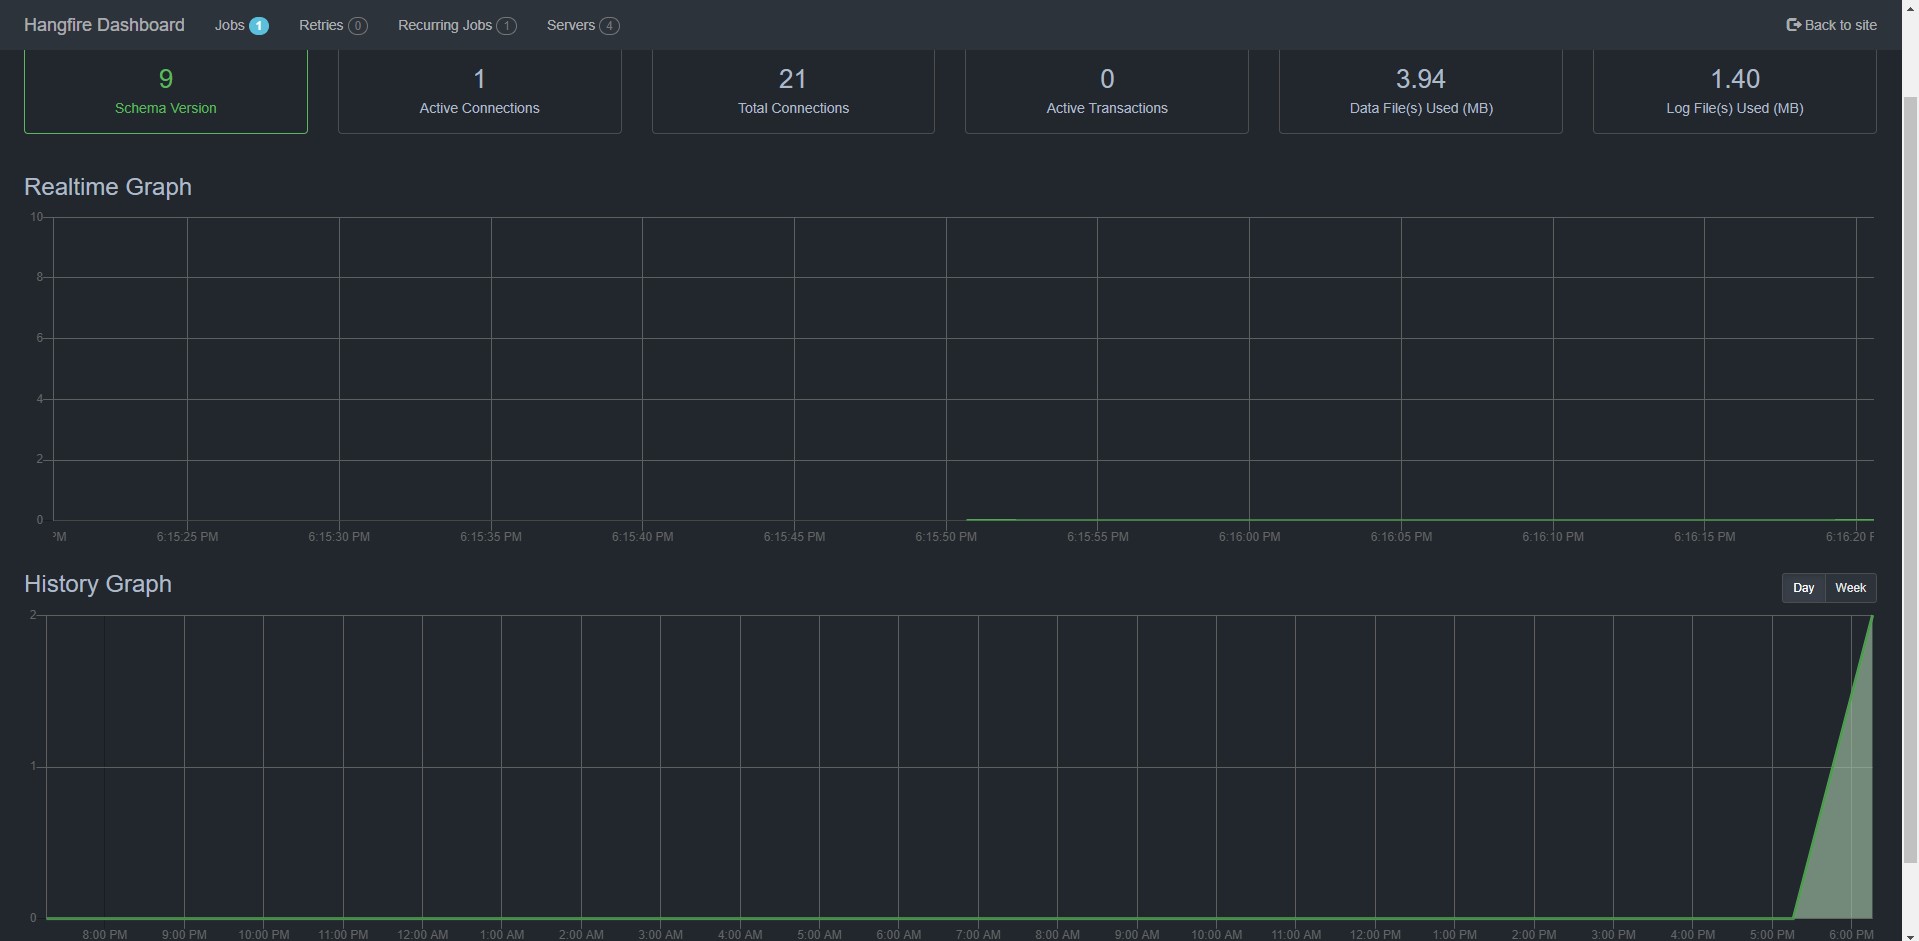 Hangfire Dashboard Jobs 1 Retries 0 Recurring Jobs 1 Servers 4 Back to site
9 1 21 0 3.94 1.40
Schema Version Active Connections Total Connections Active Transactions Data File(s) Used (MB) Log File(s) Used (MB)
Realtime Graph
10
8
6
4
2
0
PM 6:15:25 PM 6:15:30 PM 6:15:35 PM 6:15:40 PM 6:15:45 PM 6:15:50 PM 6:15:55 PM 6:16:00 PM 6:16:05 PM 6:16:10 PM 6:16:15 PM 6:16:20 P
History Graph Day Week
2
1
0
8:00 PM 9:00 PM 10:00 PM 11:00 PM 12:00 AM 1:00 AM 2:00 AM 3:00 AM 4:00 AM 5:00 AM 6:00 AM 7:00 AM 8:00 AM 9:00 AM 10:00 AM 11:00 AM 12:00 PM 1:00 PM 2:00 PM 3:00 PM 4:00 PM 5:00 PM 6:00 PM